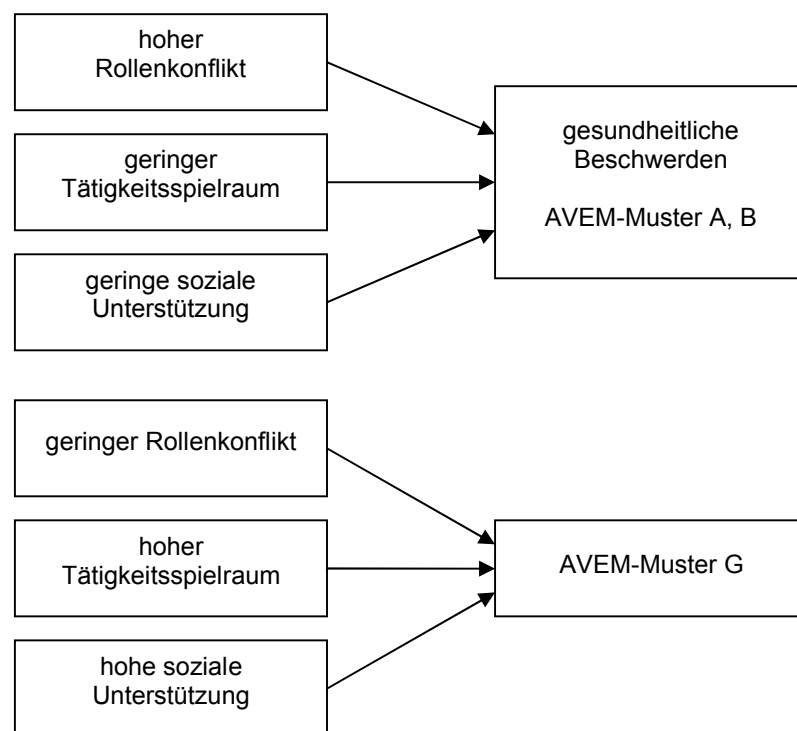 hoher
Rollenkonflikt
geringer
Tätigkeitsspielraum
geringe soziale
Unterstützung
gesundheitliche
Beschwerden
AVEM-Muster A, B
geringer Rollenkonflikt
hoher
Tätigkeitsspielraum
hohe soziale
Unterstützung
AVEM-Muster G